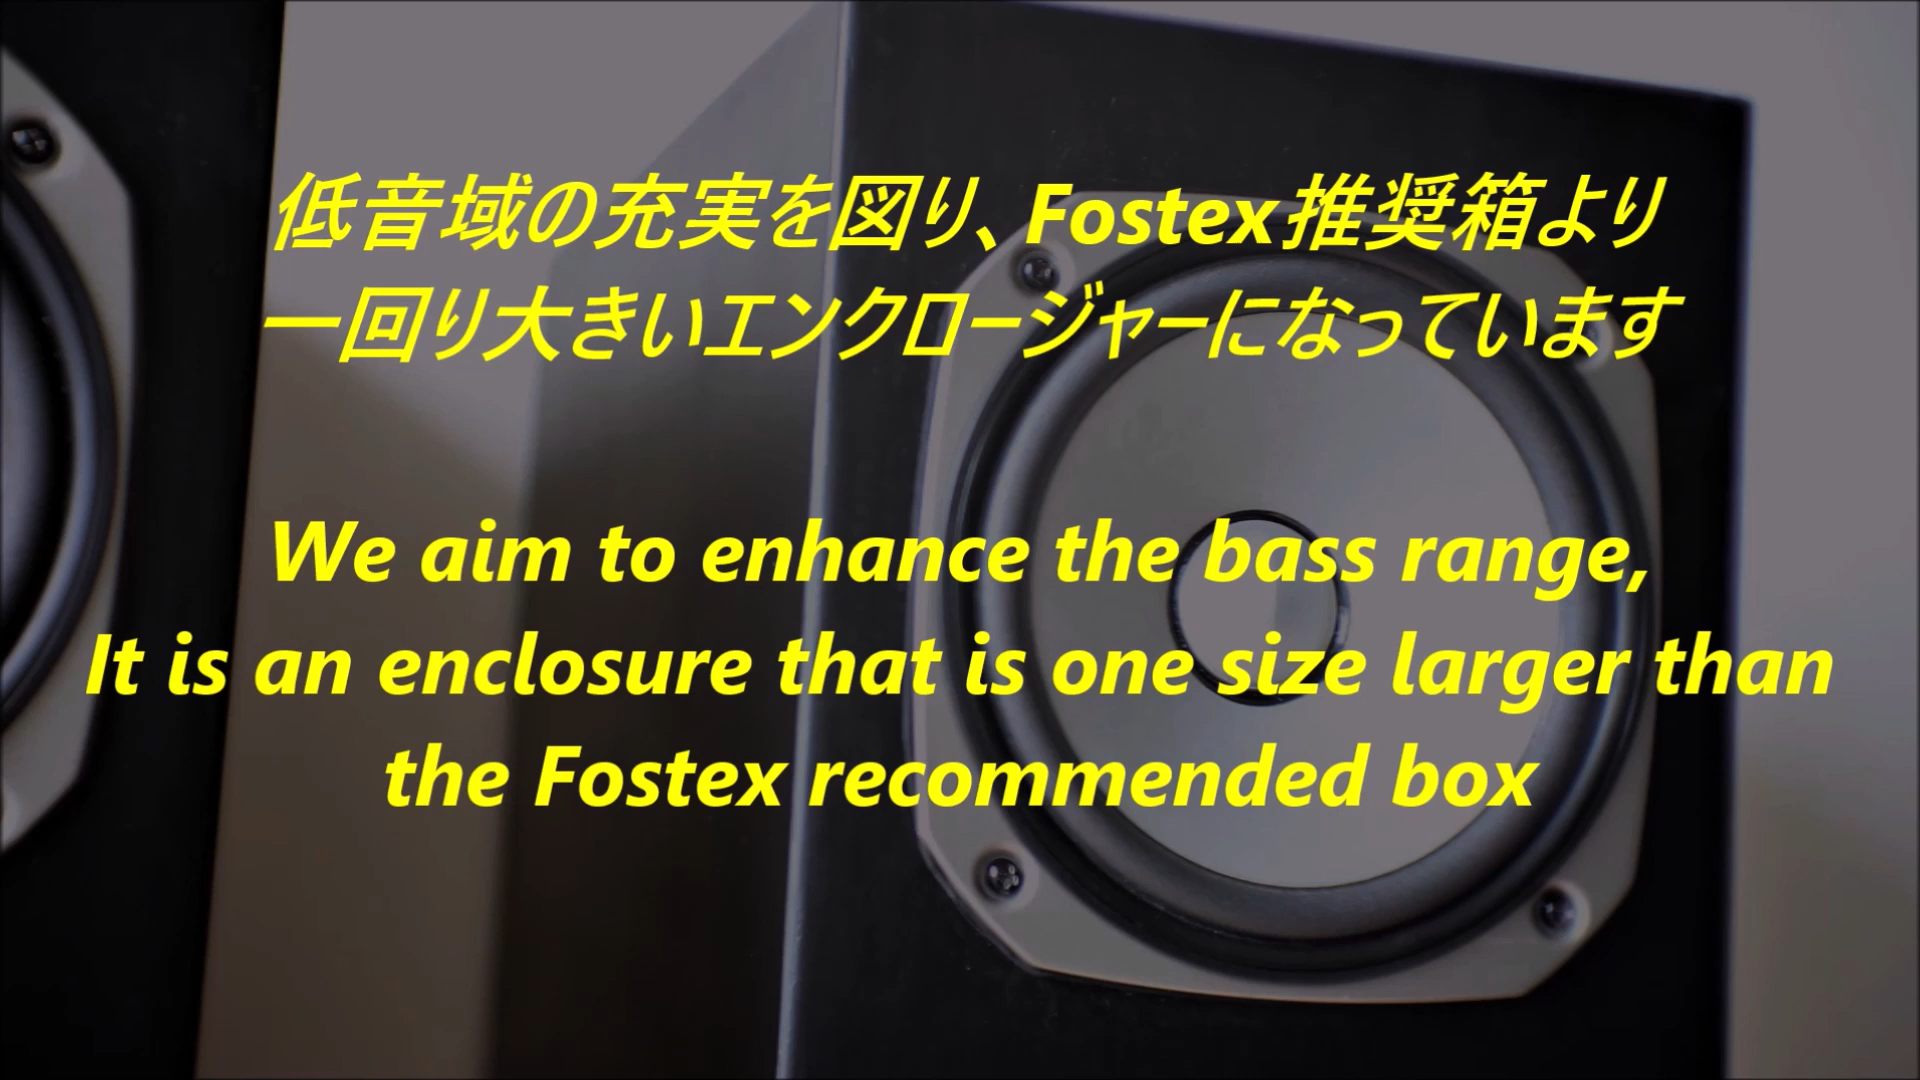 低音域の充実を図り、Fostex推奨箱より
一回り大きいエンクロージャーになっています
We aim to enhance the bass range,
It is an enclosure that is one size larger than
the Fostex recommended box